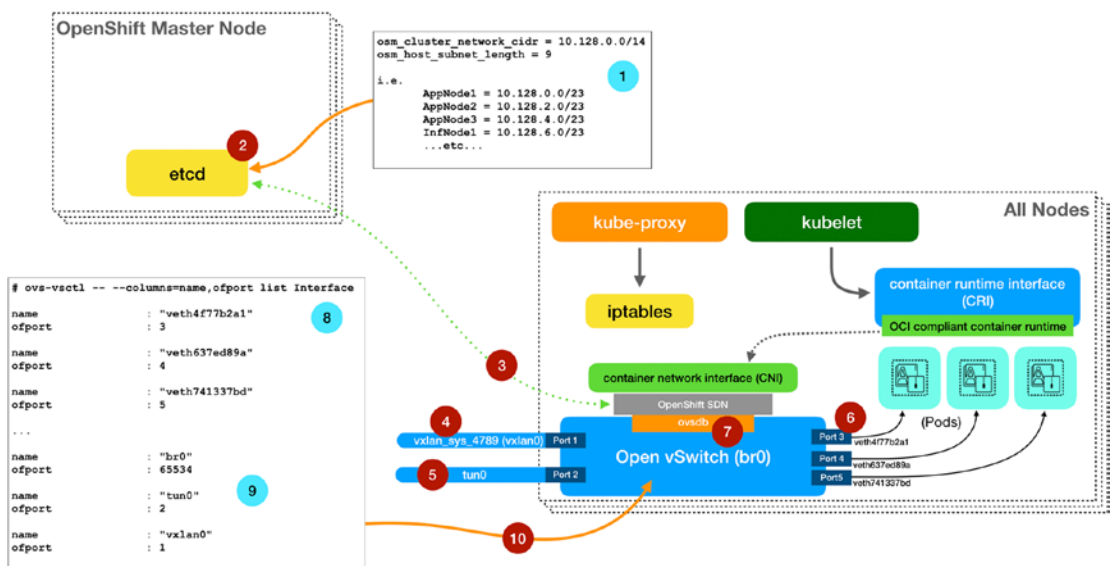 OpenShift Master Node
osm_cluster_network_cidr = 10.128.0.0/14
osm_host_subnet_length = 9
i.e.
AppNode1 = 10.128.0.0/23
AppNode2 = 10.128.2.0/23
AppNode3 = 10.128.4.0/23
InfNode1 = 10.128.6.0/23
...etc...
1
2
etcd
All Nodes
kube-proxy
kubelet
iptables
container runtime interface
(CRI)
OCI compliant container runtime
3
container network interface (CNI)
OpenShift SDN
ovsdb
7
(Pods)
4
vxlan_sys_4789 (vxlan0)
Port 1
5
tun0
Port 2
Open vSwitch (br0)
6
Port 3
veth4f77b2a1
Port 4
veth637ed89a
Port5
veth741337bd
# ovs-vsctl -- --columns=name,ofport list Interface
8
name : "veth4f77b2a1"
ofport : 3
name : "veth637ed89a"
ofport : 4
name : "veth741337bd"
ofport : 5
...
name : "br0"
ofport : 65534
9
name : "tun0"
ofport : 2
name : "vxlan0"
ofport : 1
10